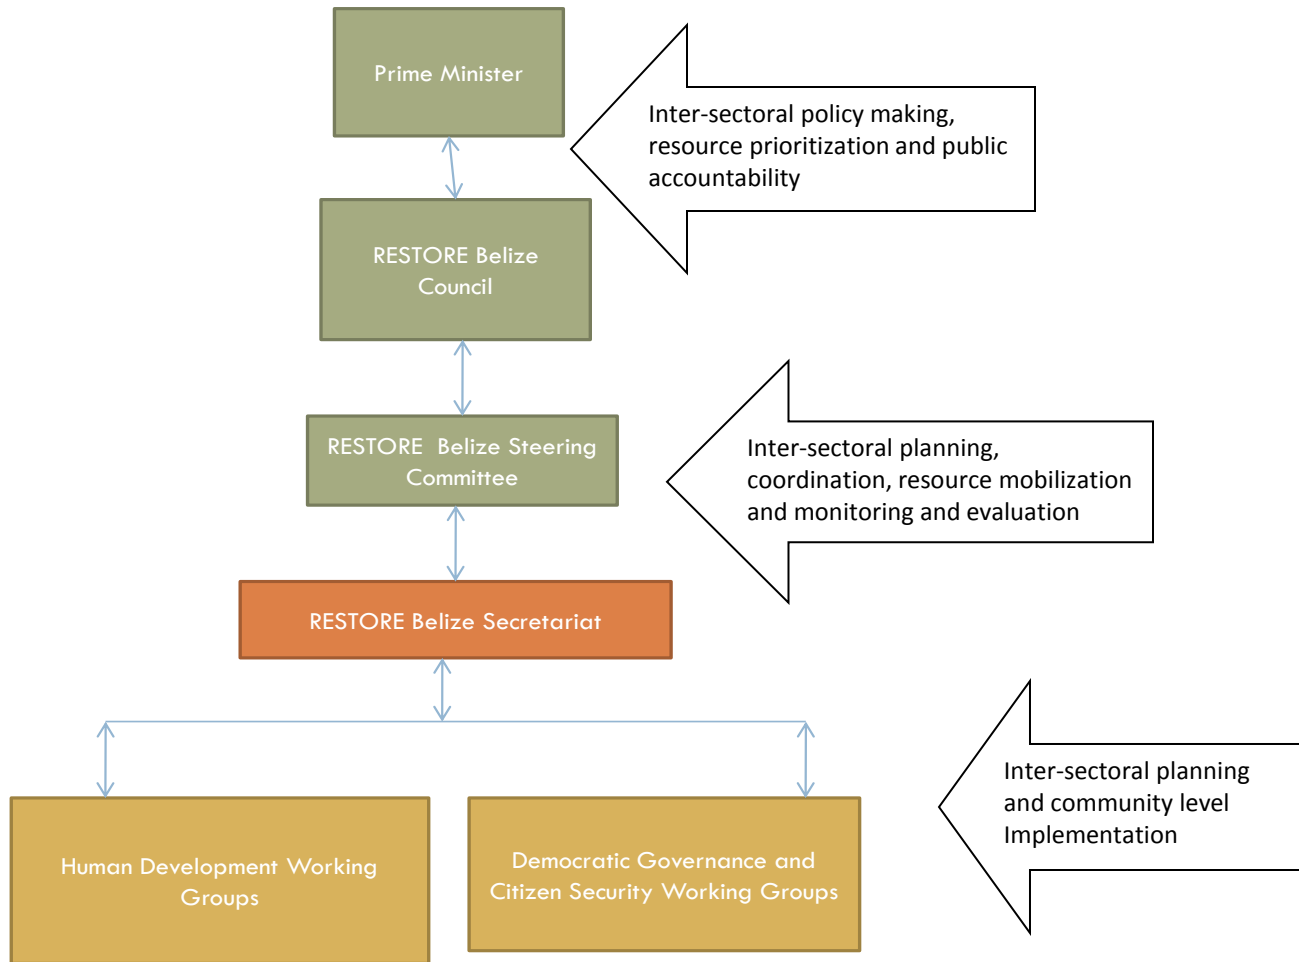 Prime Minister
Inter-sectoral policy making,
resource prioritization and public
accountability
RESTORE Belize
Council
RESTORE  Belize Steering
Committee
Inter-sectoral planning,
coordination, resource mobilization
and monitoring and evaluation
RESTORE Belize Secretariat
Human Development Working
Groups
Democratic Governance and
Citizen Security Working Groups
Inter-sectoral planning
and community level
Implementation